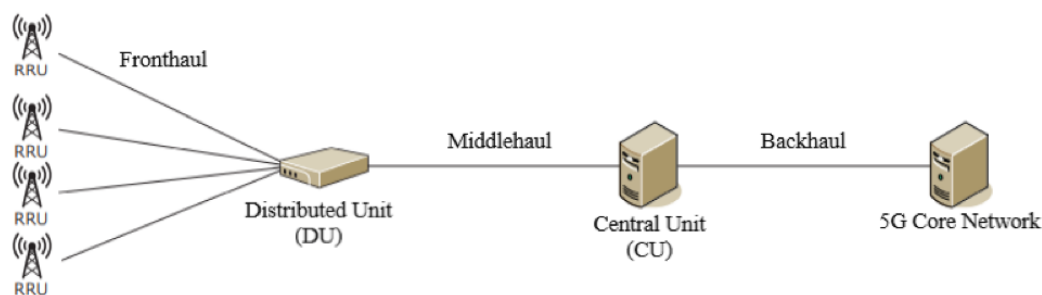 RRU
Fronthaul
RRU
RRU
RRU
Middlehaul
Backhaul
Distributed Unit
(DU)
Central Unit
(CU)
5G Core Network